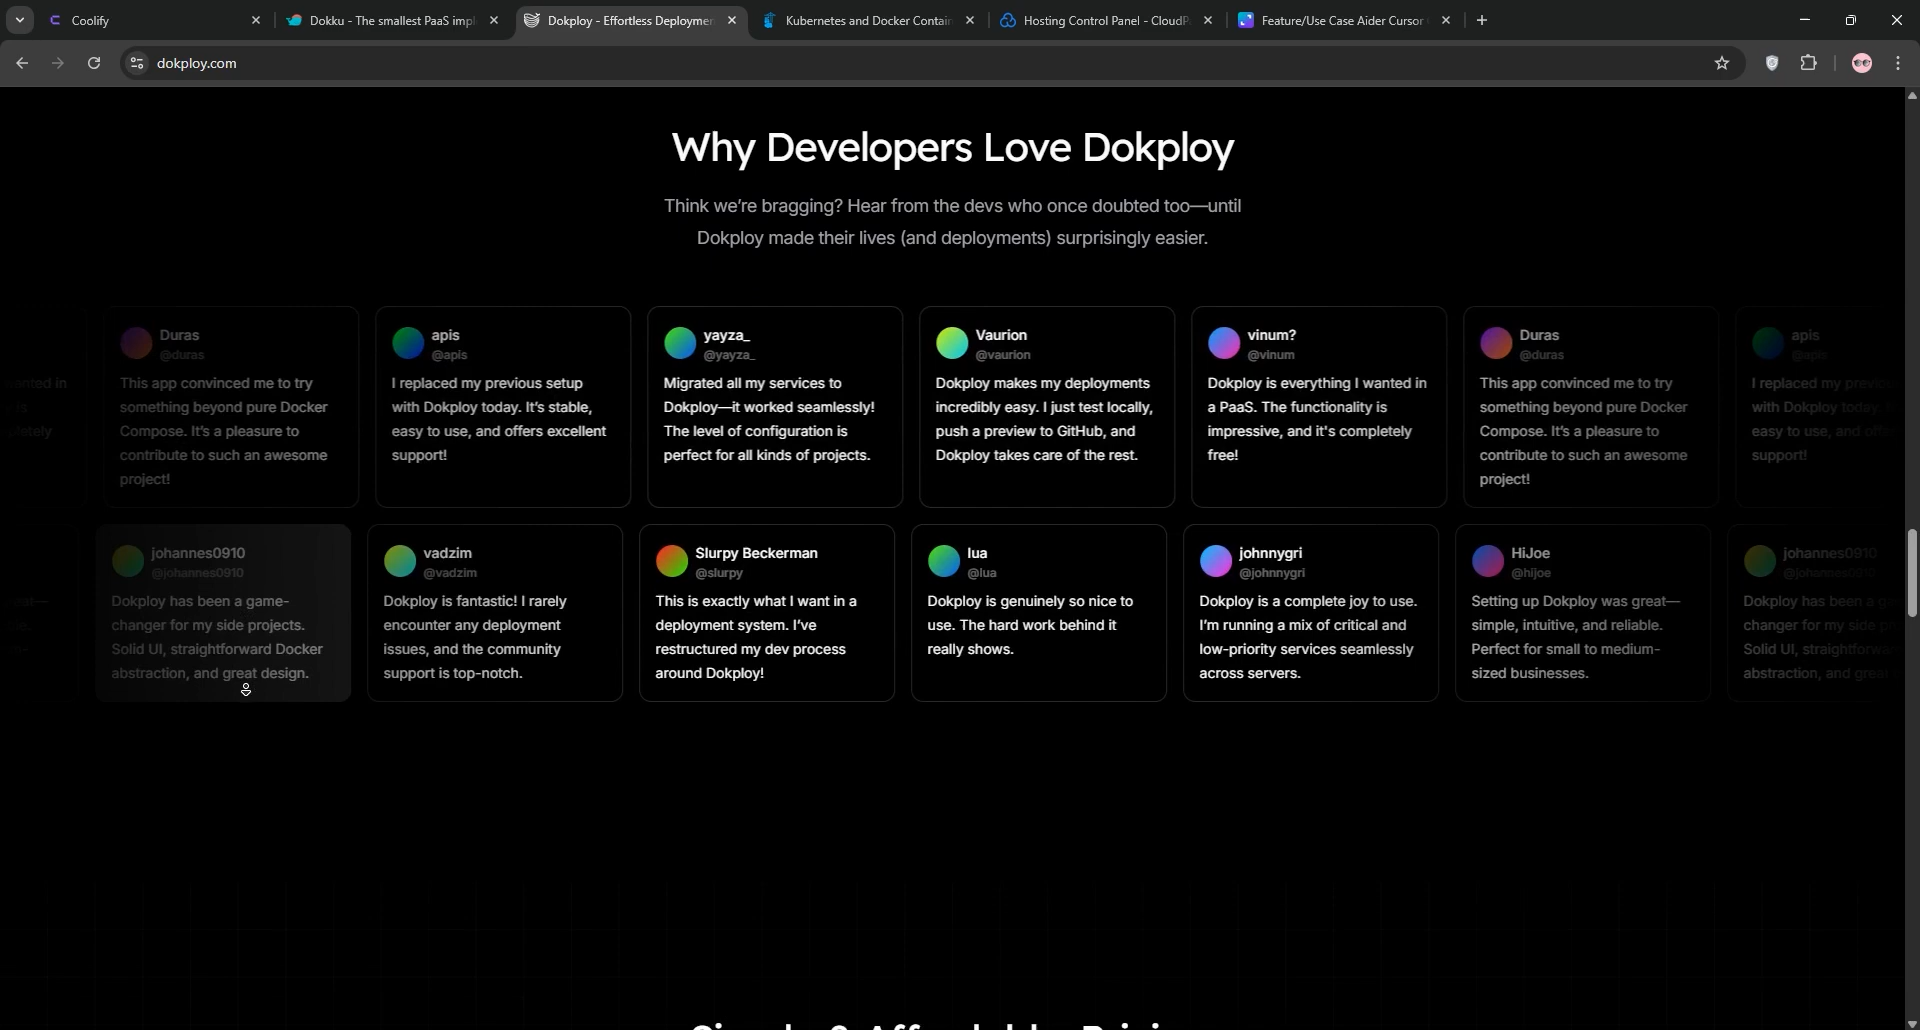 Coolify
Dokku - The smallest PaaS impl
Dokploy - Effortless Deploymen
Kubernetes and Docker Contain
Hosting Control Panel - CloudP
Feature/Use Case Aider Cursor
dokploy.com
Why Developers Love Dokploy
Think we're bragging? Hear from the devs who once doubted too—until
Dokploy made their lives (and deployments) surprisingly easier.
Duras
@duras
This app convinced me to try
something beyond pure Docker
Compose. It's a pleasure to
contribute to such an awesome
project!
apis
@apis
I replaced my previous setup
with Dokploy today. It's stable,
easy to use, and offers excellent
support!
yayza_
@yayza_
Migrated all my services to
Dokploy—it worked seamlessly!
The level of configuration is
perfect for all kinds of projects.
Vaurion
@vaurion
Dokploy makes my deployments
incredibly easy. I just test locally,
push a preview to GitHub, and
Dokploy takes care of the rest.
vinum?
@vinum
Dokploy is everything I wanted in
a PaaS. The functionality is
impressive, and it's completely
free!
Duras
@duras
This app convinced me to try
something beyond pure Docker
Compose. It's a pleasure to
contribute to such an awesome
project!
apis
@apis
I replaced my previous
with Dokploy today.
easy to use, and
support!
johannes0910
@johannes0910
Dokploy has been a game-
changer for my side projects.
Solid UI, straightforward Docker
abstraction, and great design.
vadzim
@vadzim
Dokploy is fantastic! I rarely
encounter any deployment
issues, and the community
support is top-notch.
Slurpy Beckerman
@slurpy
This is exactly what I want in a
deployment system. I've
restructured my dev process
around Dokploy!
lua
@lua
Dokploy is genuinely so nice to
use. The hard work behind it
really shows.
johnnygri
@johnnygri
Dokploy is a complete joy to use.
I'm running a mix of critical and
low-priority services seamlessly
across servers.
HiJoe
@hijoe
Setting up Dokploy was great—
simple, intuitive, and reliable.
Perfect for small to medium-
sized businesses.
johannes0910
@johannes0910
Dokploy has been a
changer for my side
Solid UI,
abstraction, and great